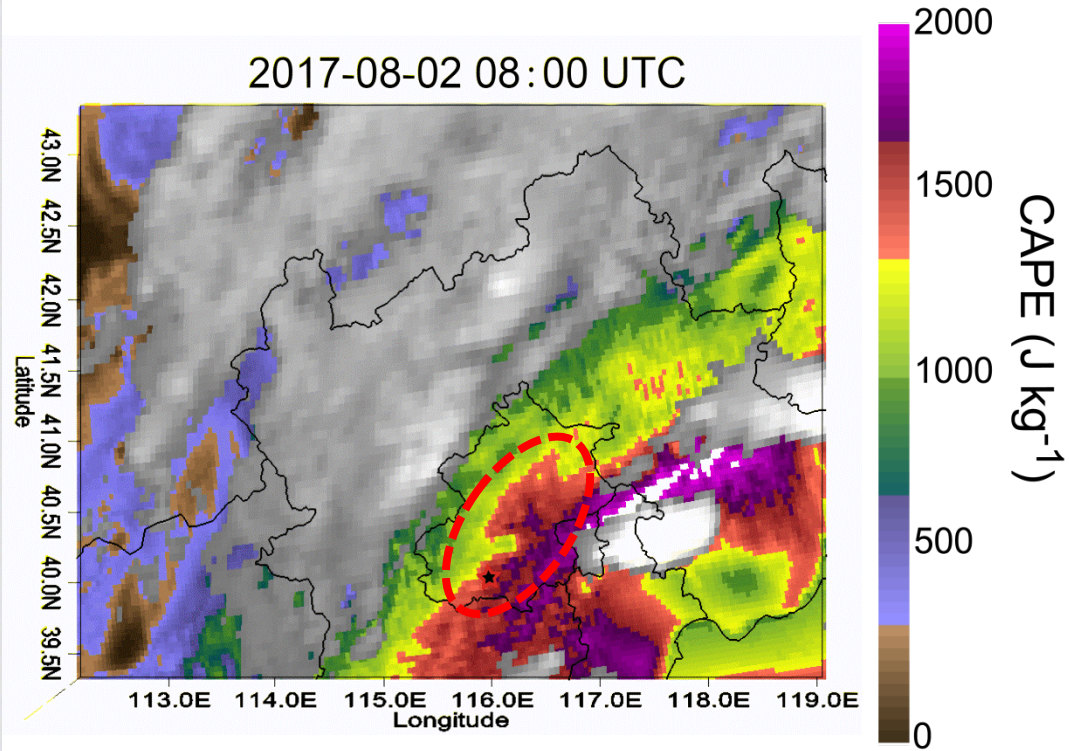 2017-08-02 08:00 UTC
2000
1500
1000
500
0
CAPE (J kg-1)
43.0N
42.5N
42.0N
41.5N
41.0N
40.5N
40.0N
39.5N
Latitude
113.0E 114.0E 115.0E 116.0E 117.0E 118.0E 119.0E
Longitude